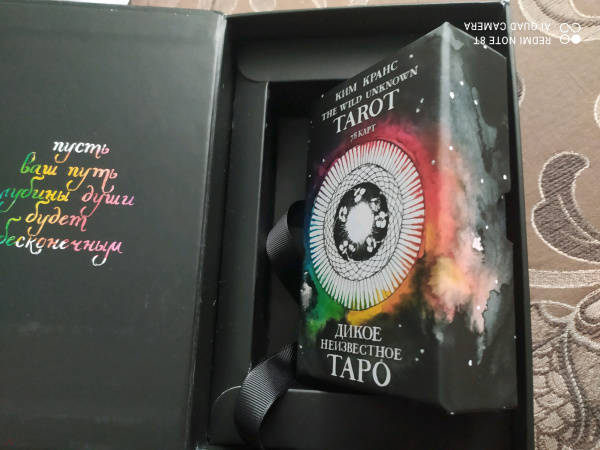 пусть
ваш путь
лубины души
будет
бесконечным
КИМ КРАНС
THE WILD UNKNOWN
TAROT
78 КАРТ
ДИКОЕ
НЕИЗВЕСТНОЕ
ТАРО
REDMI NOTE 8T
AI QUAD CAMERA